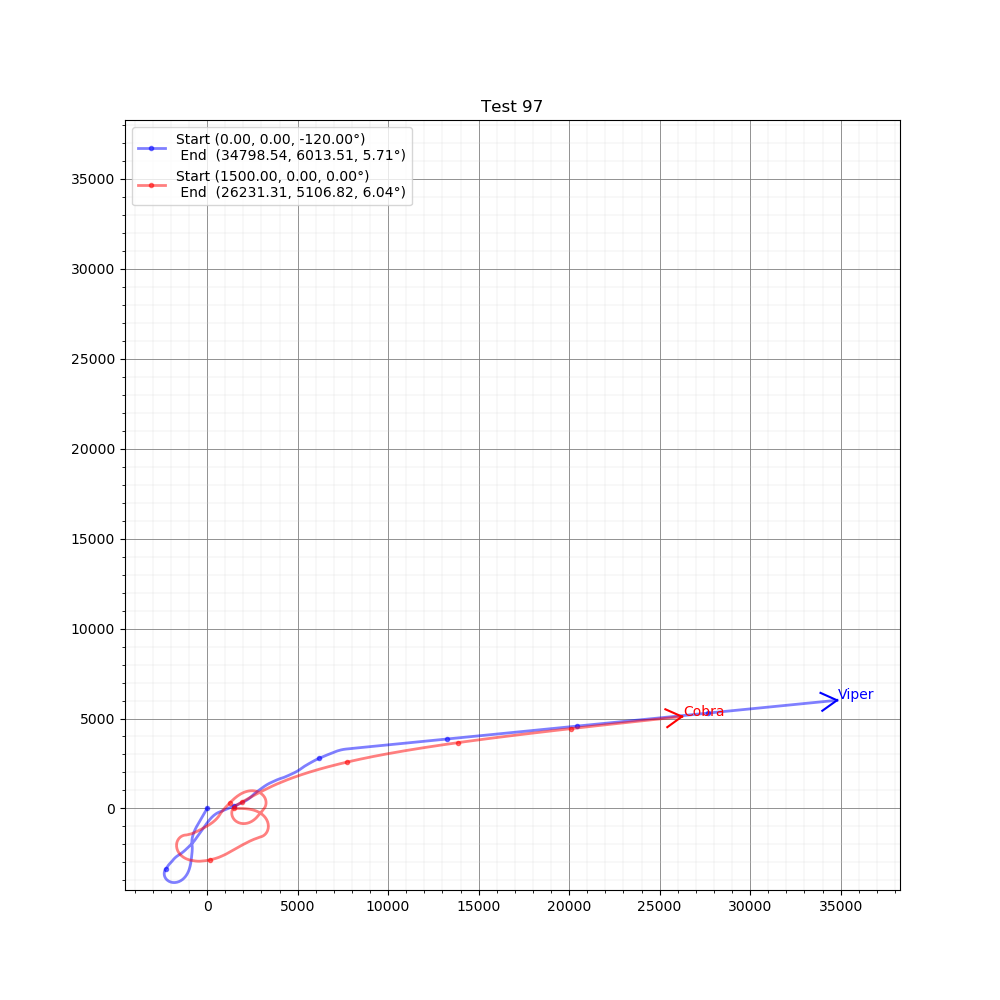 Test 97
Start (0.00, 0.00, -120.00°)
End  (34798.54, 6013.51, 5.71°)
Start (1500.00, 0.00, 0.00°)
End  (26231.31, 5106.82, 6.04°)
35000
30000
25000
20000
15000
10000
5000
0
Viper
Cobra
0 5000 10000 15000 20000 25000 30000 35000